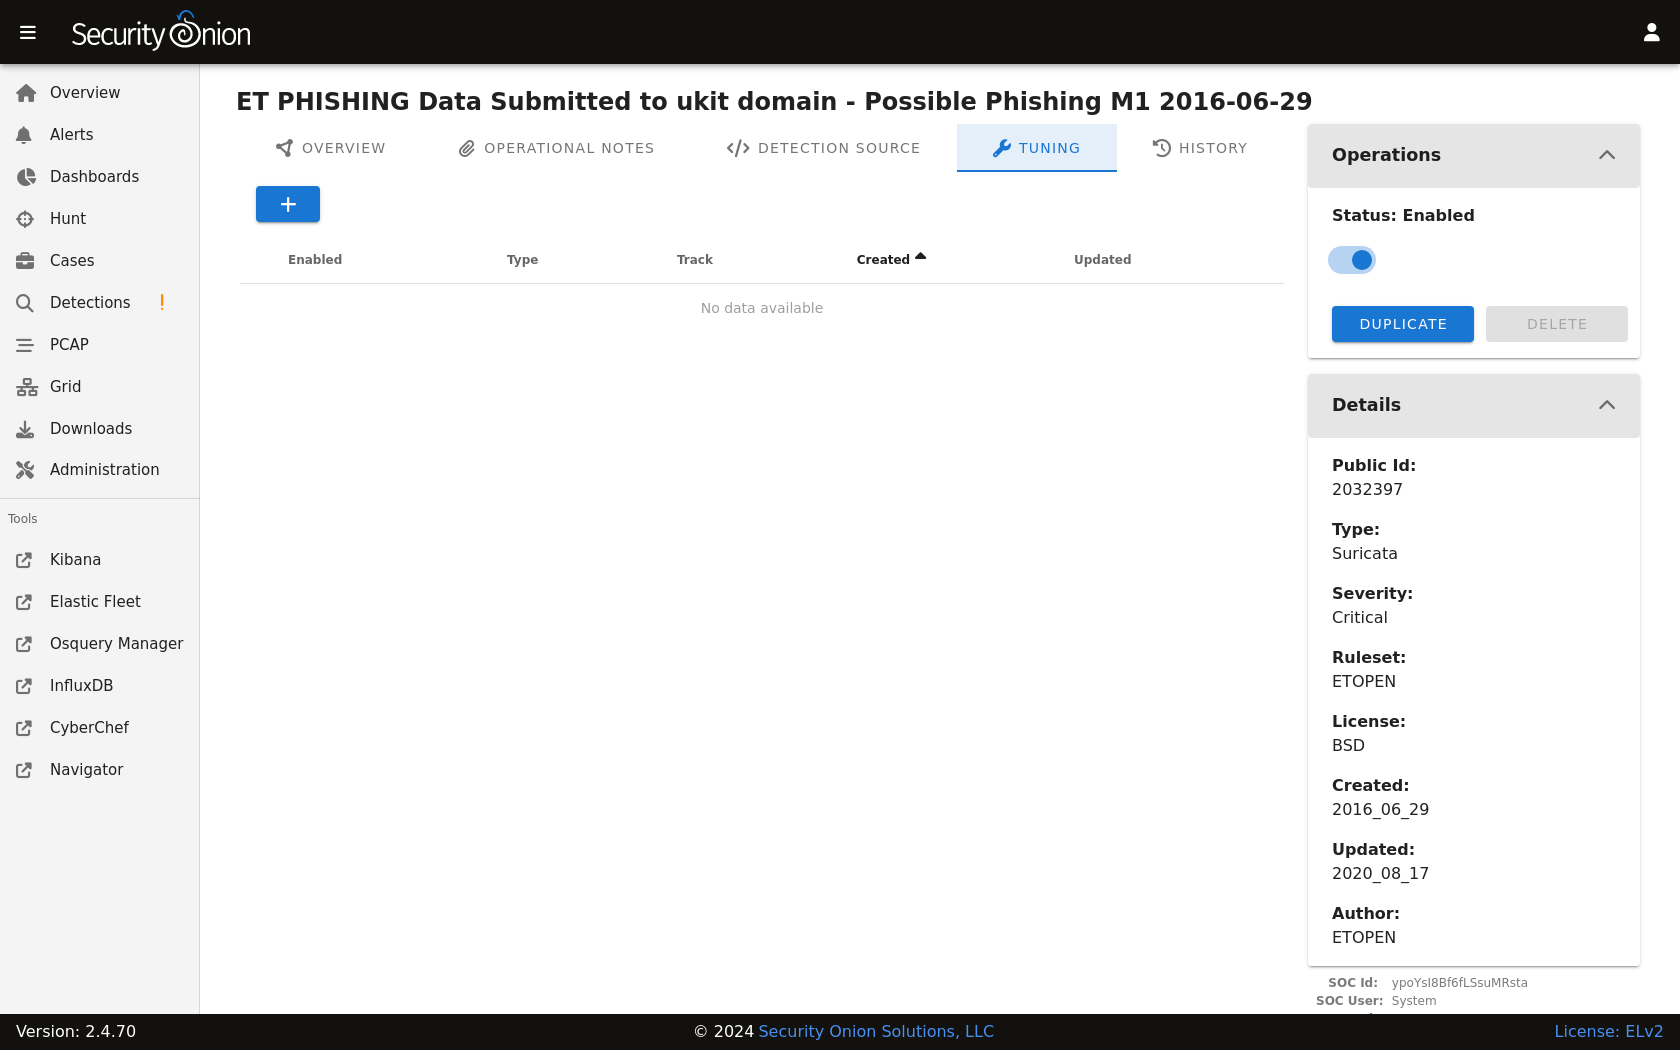 Security Onion
Overview
Alerts
Dashboards
Hunt
Cases
Detections !
PCAP
Grid
Downloads
Administration
Tools
Kibana
Elastic Fleet
Osquery Manager
InfluxDB
CyberChef
Navigator
ET PHISHING Data Submitted to ukit domain - Possible Phishing M1 2016-06-29
OVERVIEW OPERATIONAL NOTES DETECTION SOURCE TUNING HISTORY
+
Enabled Type Track Created Updated
No data available
Operations
Status: Enabled
DUPLICATE DELETE
Details
Public Id:
2032397
Type:
Suricata
Severity:
Critical
Ruleset:
ETOPEN
License:
BSD
Created:
2016_06_29
Updated:
2020_08_17
Author:
ETOPEN
SOC Id: ypoYsI8Bf6fLSsuMRsta
SOC User: System
Version: 2.4.70 © 2024 Security Onion Solutions, LLC License: ELv2